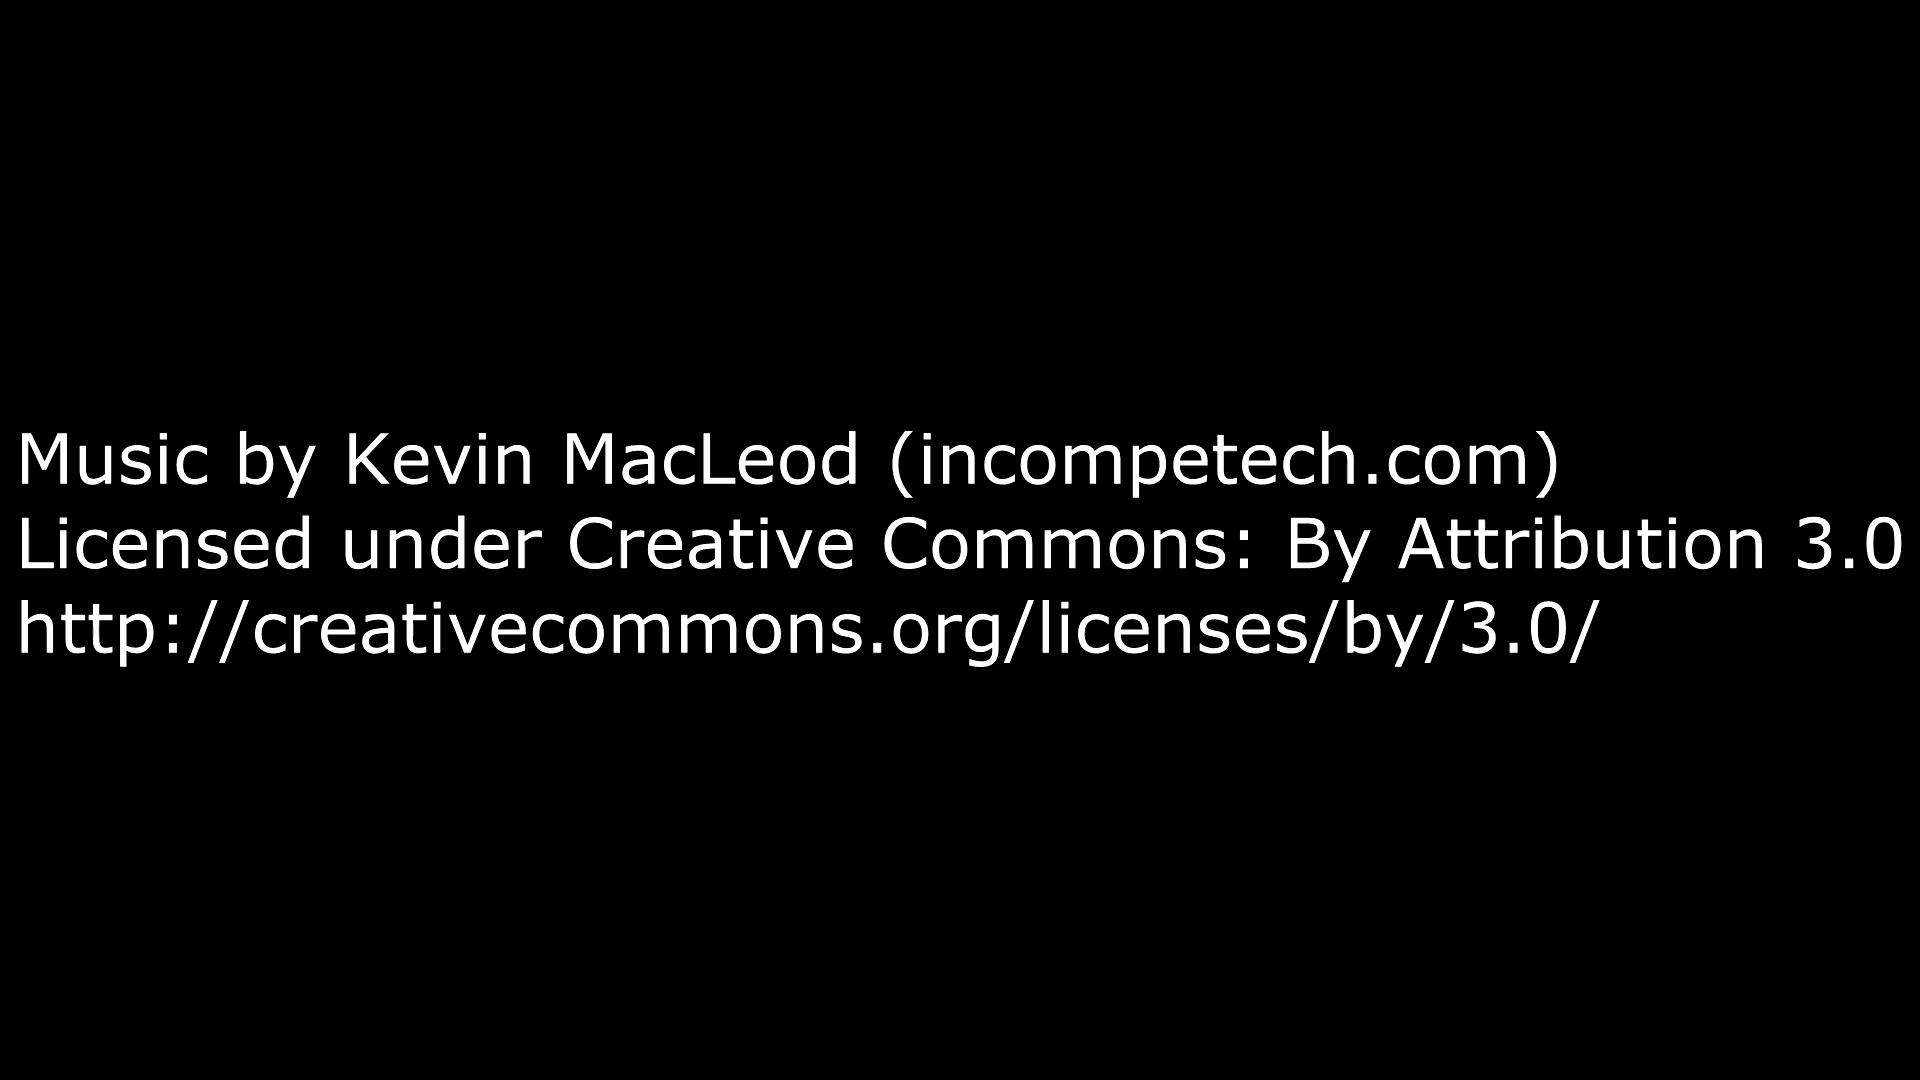 Music by Kevin MacLeod (incompetech.com)
Licensed under Creative Commons: By Attribution 3.0
http://creativecommons.org/licenses/by/3.0/